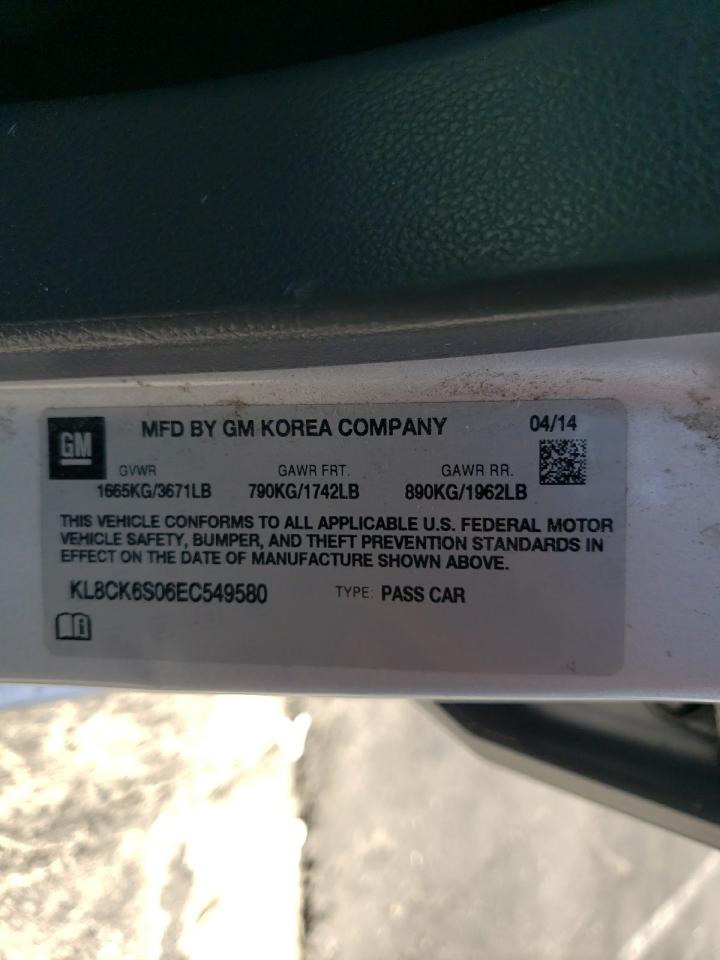 GM
MFD BY GM KOREA COMPANY 04/14
GVWR GAWR FRT. GAWR RR.
1665KG/3671LB 790KG/1742LB 890KG/1962LB
THIS VEHICLE CONFORMS TO ALL APPLICABLE U.S. FEDERAL MOTOR
VEHICLE SAFETY, BUMPER, AND THEFT PREVENTION STANDARDS IN
EFFECT ON THE DATE OF MANUFACTURE SHOWN ABOVE.
KL8CK6S06EC549580 TYPE: PASS CAR